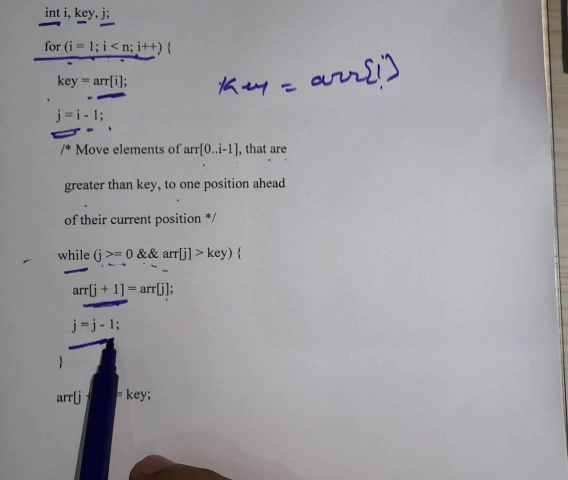 int i, key, j;
for (i = 1; i < n; i++) {
key = arr[i];
key = arr[i]
j = i - 1;
/* Move elements of arr[0..i-1], that are
greater than key, to one position ahead
of their current position */
while (j >= 0 && arr[j] > key) {
arr[j + 1] = arr[j];
j = j - 1;
}
arr[j + = key;